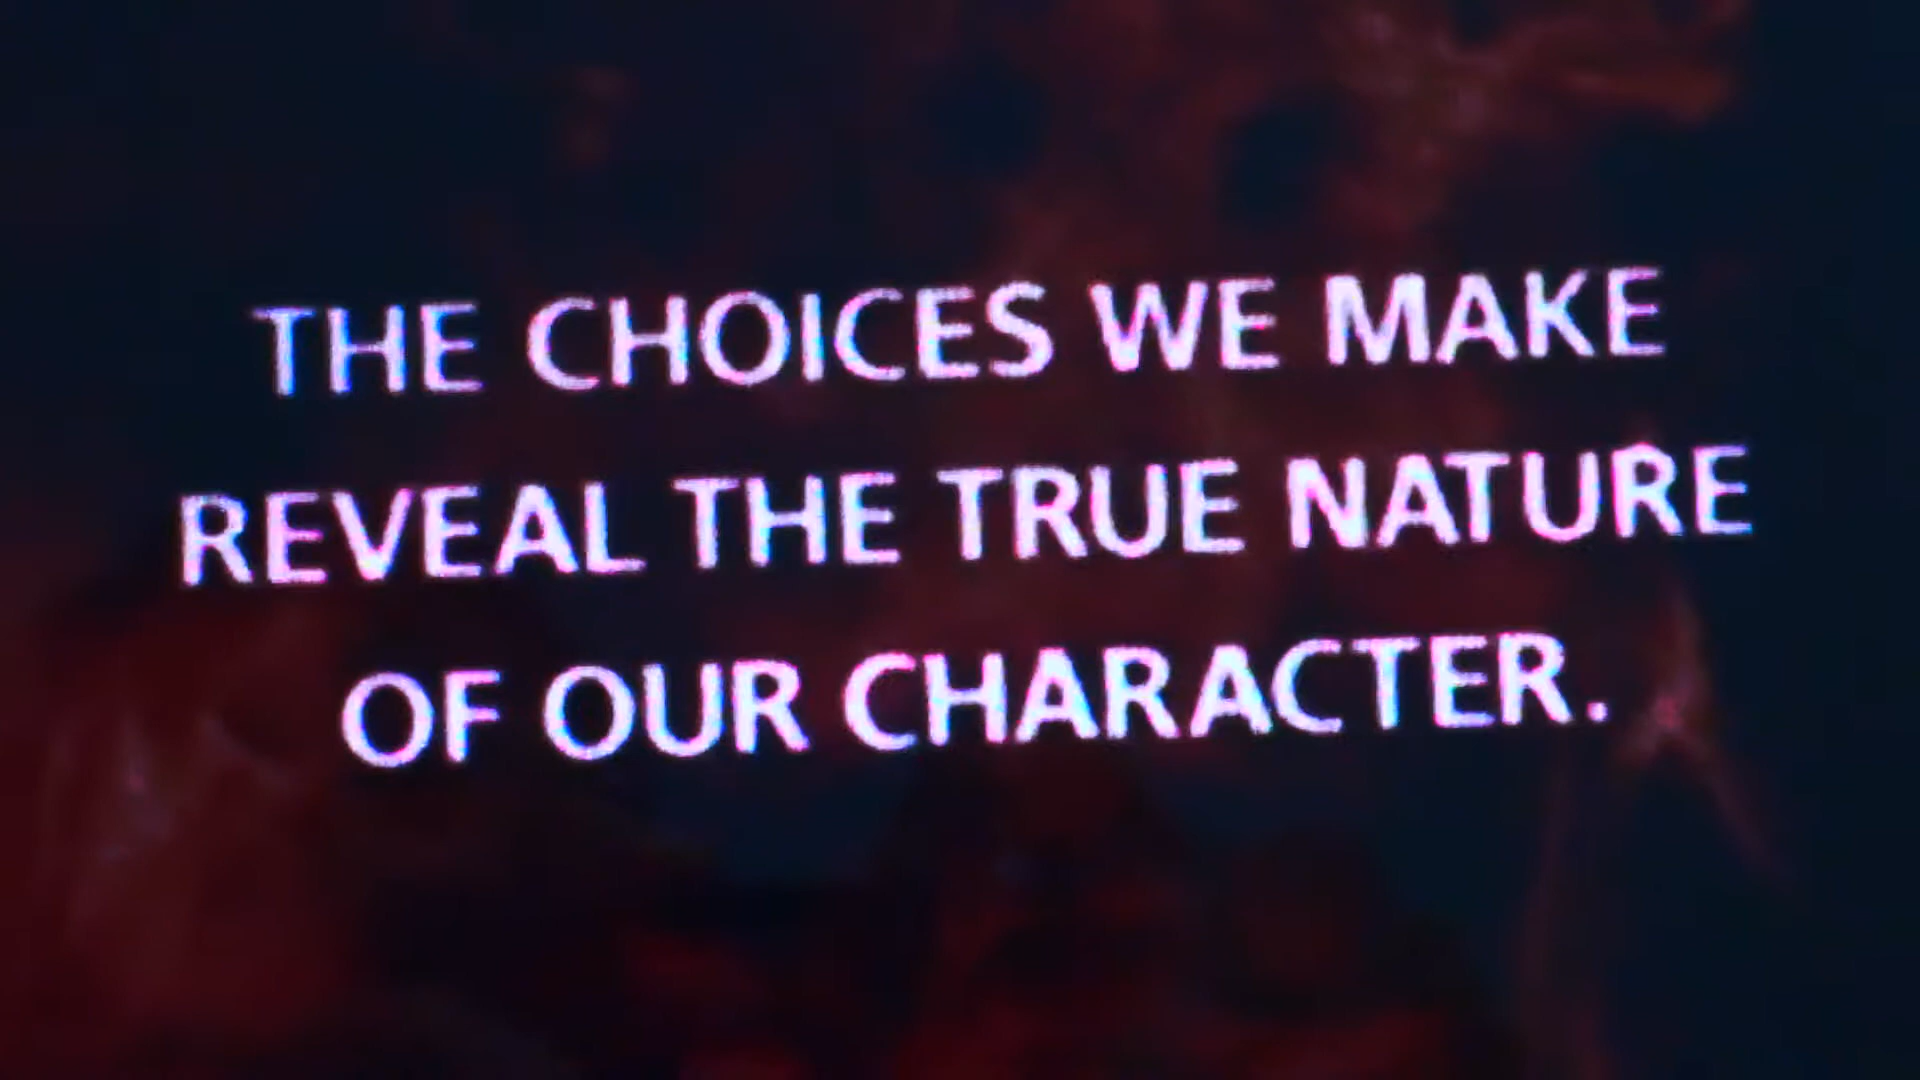 THE CHOICES WE MAKE
REVEAL THE TRUE NATURE
OF OUR CHARACTER.